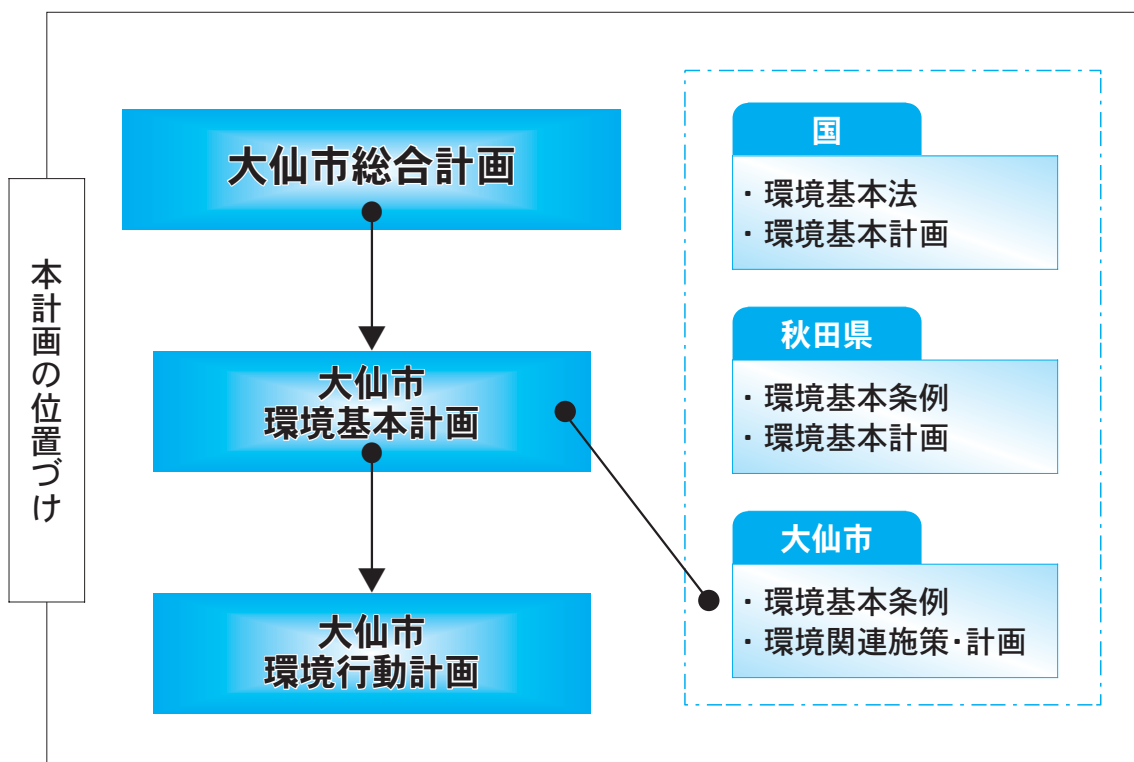 本計画の位置づけ
大仙市総合計画
大仙市
環境基本計画
大仙市
環境行動計画
国
・環境基本法
・環境基本計画
秋田県
・環境基本条例
・環境基本計画
大仙市
・環境基本条例
・環境関連施策・計画